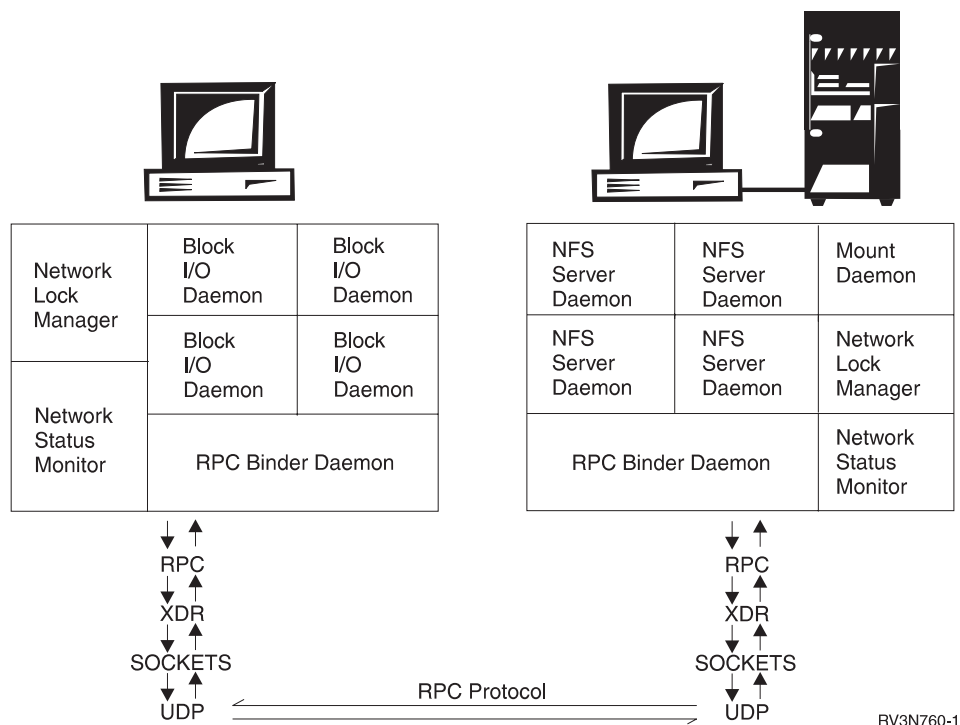 Network
Lock
Manager
Block
I/O
Daemon
Block
I/O
Daemon
Block
I/O
Daemon
Block
I/O
Daemon
Network
Status
Monitor
RPC Binder Daemon
NFS
Server
Daemon
NFS
Server
Daemon
Mount
Daemon
NFS
Server
Daemon
NFS
Server
Daemon
Network
Lock
Manager
RPC Binder Daemon
Network
Status
Monitor
RPC
XDR
SOCKETS
UDP
RPC Protocol
RPC
XDR
SOCKETS
UDP
RV3N760-1